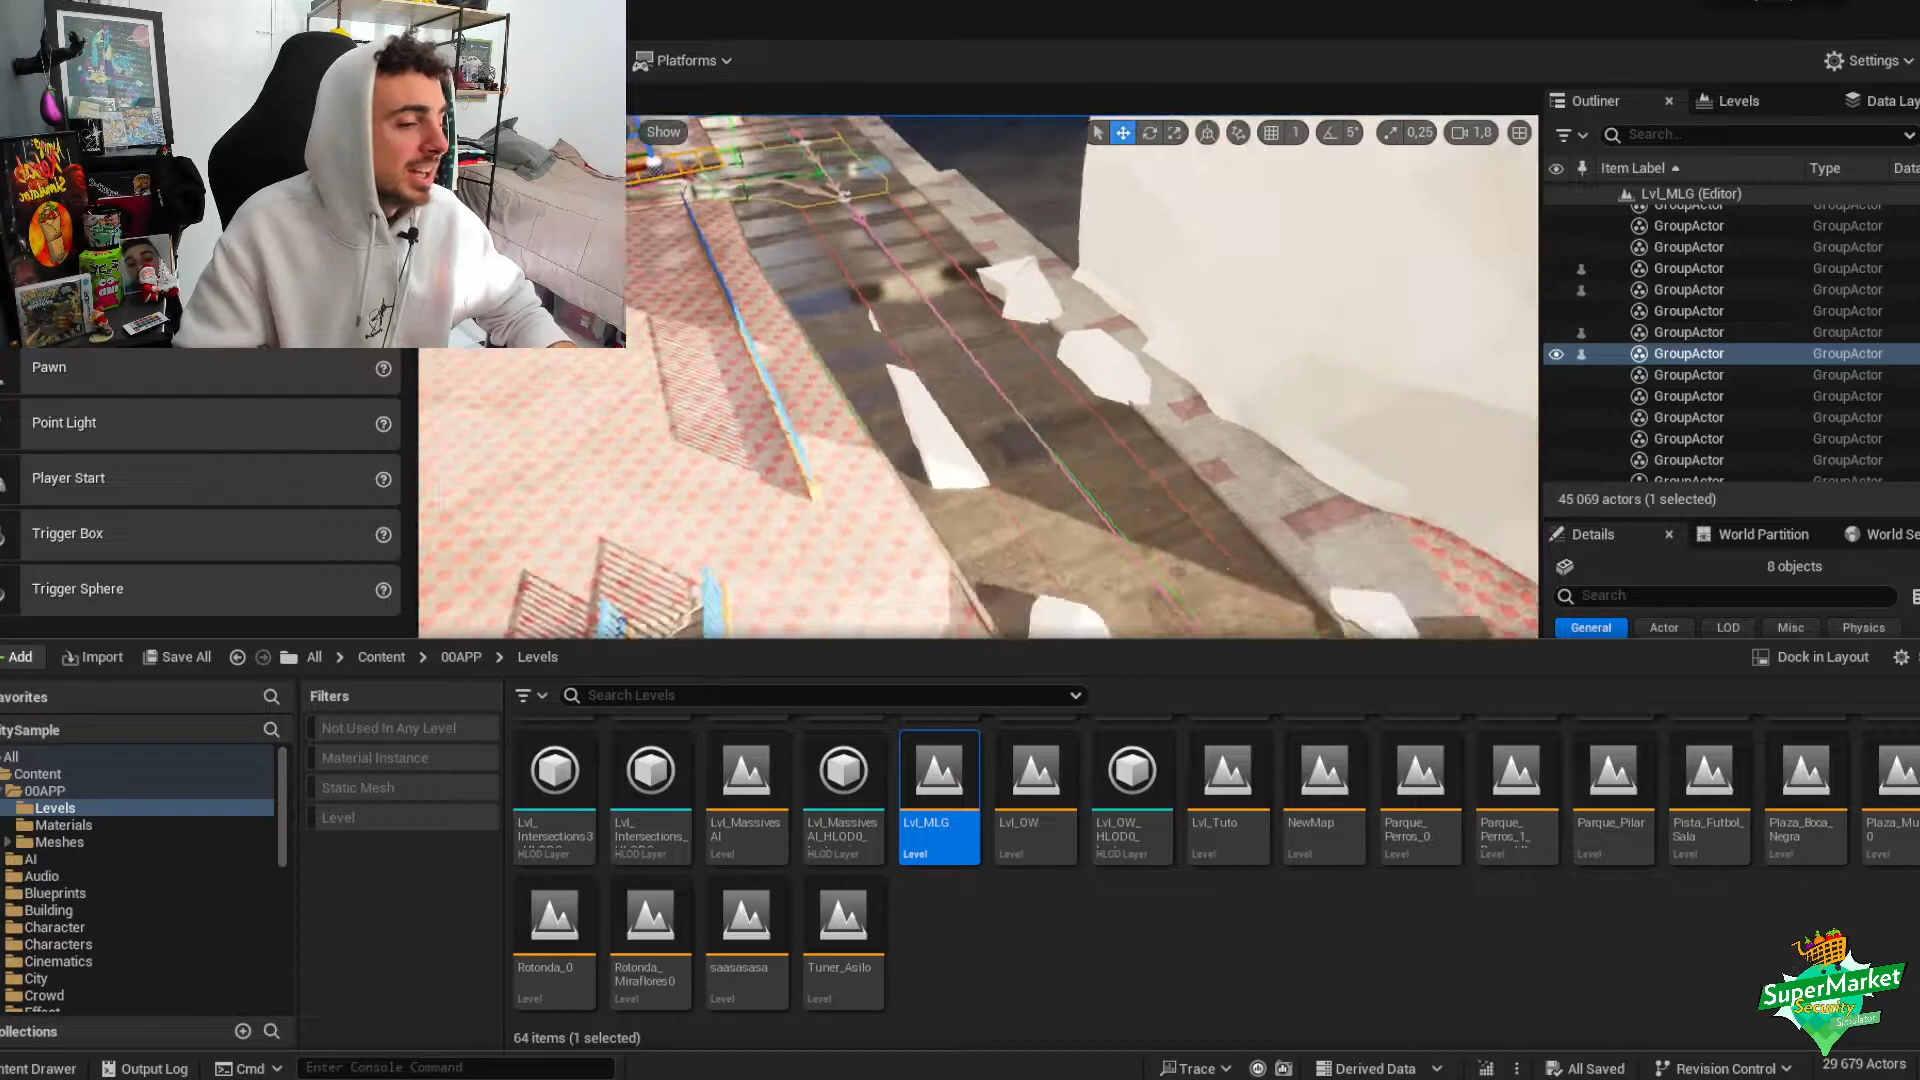 Platforms
Settings
Outliner
Levels
Data Lay
Show
1
5°
0,25
1,8
Search...
Item Label
Type
Data
Lvl_MLG (Editor)
GroupActor GroupActor
GroupActor GroupActor
GroupActor GroupActor
GroupActor GroupActor
GroupActor GroupActor
GroupActor GroupActor
GroupActor GroupActor
GroupActor GroupActor
GroupActor GroupActor
GroupActor GroupActor
GroupActor GroupActor
GroupActor GroupActor
GroupActor GroupActor
45 069 actors (1 selected)
Pawn
Point Light
Player Start
Trigger Box
Trigger Sphere
Details
World Partition
World Se
8 objects
Search
General
Actor
LOD
Misc
Physics
Add
Import
Save All
All
Content
00APP
Levels
Dock in Layout
avorites
itySample
All
Content
00APP
Levels
Materials
Meshes
AI
Audio
Blueprints
Building
Character
Characters
Cinematics
City
Crowd
Effect
ollections
Filters
Not Used In Any Level
Material Instance
Static Mesh
Level
Search Levels
Lvl_
Intersections3
HLOD Layer
Lvl_
Intersections_
HLOD Layer
Lvl_Massives
AI
Level
Lvl_Massives
AI_HLOD0_
HLOD Layer
Lvl_MLG
Level
Lvl_OW
Level
Lvl_OW_
HLOD0_
HLOD Layer
Lvl_Tuto
Level
NewMap
Level
Parque_
Perros_0
Level
Parque_
Perros_1_
Level
Parque_Pilar
Level
Pista_Futbol_
Sala
Level
Plaza_Boca_
Negra
Level
Plaza_Mu
0
Level
Rotonda_0
Level
Rotonda_
Miraflores0
Level
saasasasa
Level
Tuner_Asilo
Level
64 items (1 selected)
SuperMarket
Security
Simulator
ntent Drawer
Output Log
Cmd
Enter Console Command
Trace
Derived Data
All Saved
Revision Control
29 679 Actors